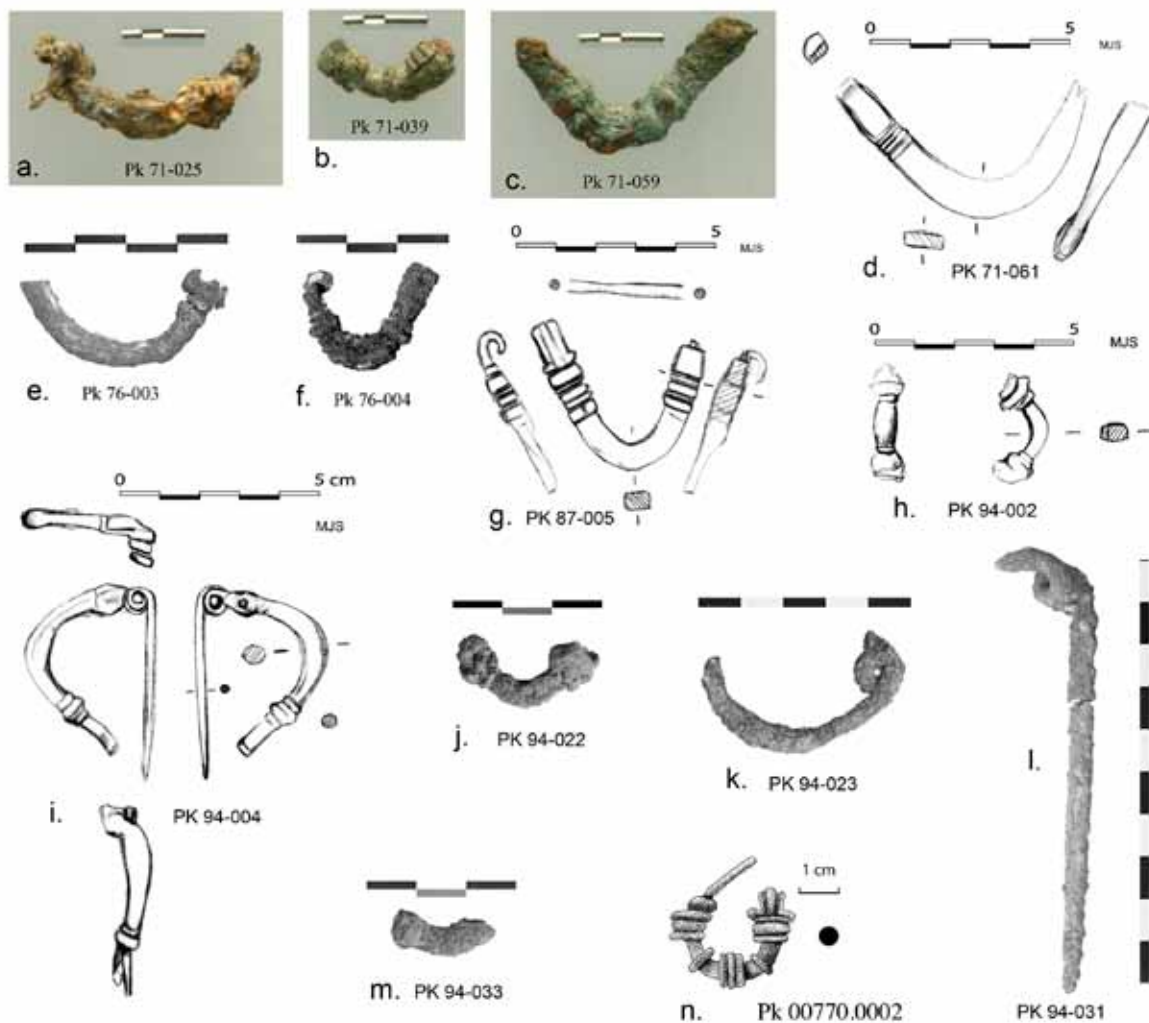 0 5
MJS
a. Pk 71-025
b. Pk 71-039
c. Pk 71-059
d. PK 71-061
0 5
MJS
0 5
MJS
e. Pk 76-003
f. Pk 76-004
g. PK 87-005
h. PK 94-002
0 5 cm
MJS
i. PK 94-004
j. PK 94-022
k. PK 94-023
l.
1 cm
m. PK 94-033
n. Pk 00770.0002
PK 94-031